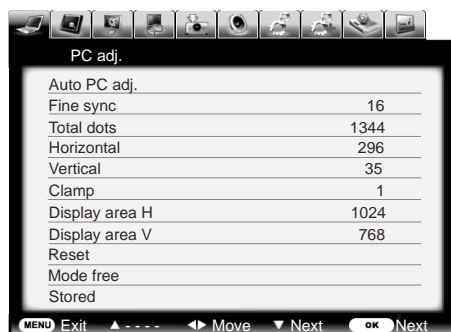 PC adj.
Auto PC adj.
Fine sync 16
Total dots 1344
Horizontal 296
Vertical 35
Clamp 1
Display area H 1024
Display area V 768
Reset
Mode free
Stored
MENU Exit ▲ - - - - ◀▶ Move ▼ Next OK Next